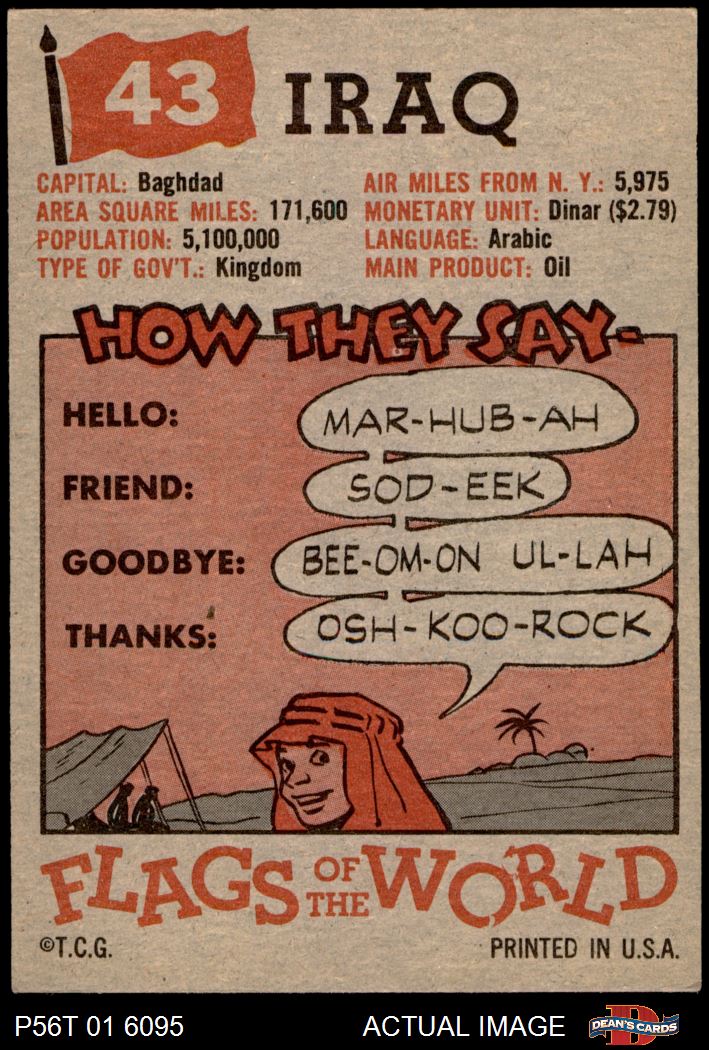 43 IRAQ
CAPITAL: Baghdad
AREA SQUARE MILES: 171,600
POPULATION: 5,100,000
TYPE OF GOV'T.: Kingdom
AIR MILES FROM N. Y.: 5,975
MONETARY UNIT: Dinar ($2.79)
LANGUAGE: Arabic
MAIN PRODUCT: Oil
HOW THEY SAY-
HELLO: MAR-HUB-AH
FRIEND: SOD-EEK
GOODBYE: BEE-OM-ON UL-LAH
THANKS: OSH-KOO-ROCK
FLAGS OF THE WORLD
©T.C.G. PRINTED IN U.S.A.
P56T 01 6095 ACTUAL IMAGE D DEAN'S CARDS